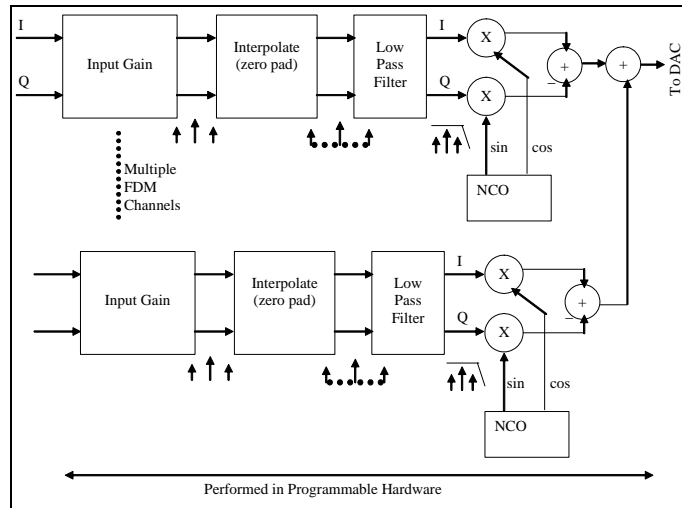 I
Q
Input Gain
Interpolate
(zero pad)
Low
Pass
Filter
I
Q
X
X
+
−
+
To DAC
sin
cos
NCO
Multiple
FDM
Channels
Input Gain
Interpolate
(zero pad)
Low
Pass
Filter
I
Q
X
X
+
−
sin
cos
NCO
Performed in Programmable Hardware